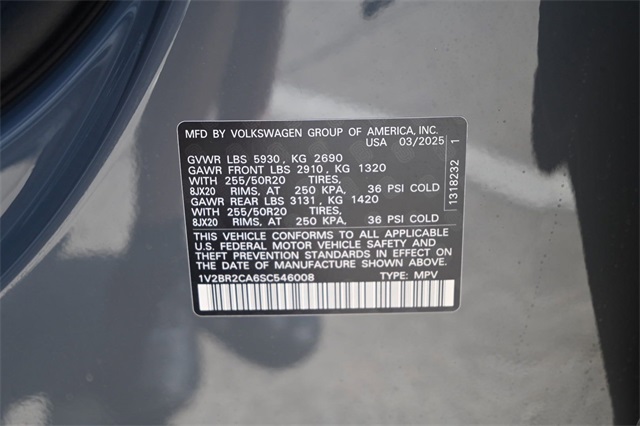 MFD BY VOLKSWAGEN GROUP OF AMERICA, INC.
USA 03/2025
GVWR LBS 5930, KG 2690
GAWR FRONT LBS 2910, KG 1320
WITH 255/50R20 TIRES,
8JX20 RIMS, AT 250 KPA, 36 PSI COLD
GAWR REAR LBS 3131, KG 1420
WITH 255/50R20 TIRES,
8JX20 RIMS, AT 250 KPA, 36 PSI COLD
THIS VEHICLE CONFORMS TO ALL APPLICABLE
U.S. FEDERAL MOTOR VEHICLE SAFETY AND
THEFT PREVENTION STANDARDS IN EFFECT ON
THE DATE OF MANUFACTURE SHOWN ABOVE.
1V2BR2CA6SC546008 TYPE: MPV
1318232 1